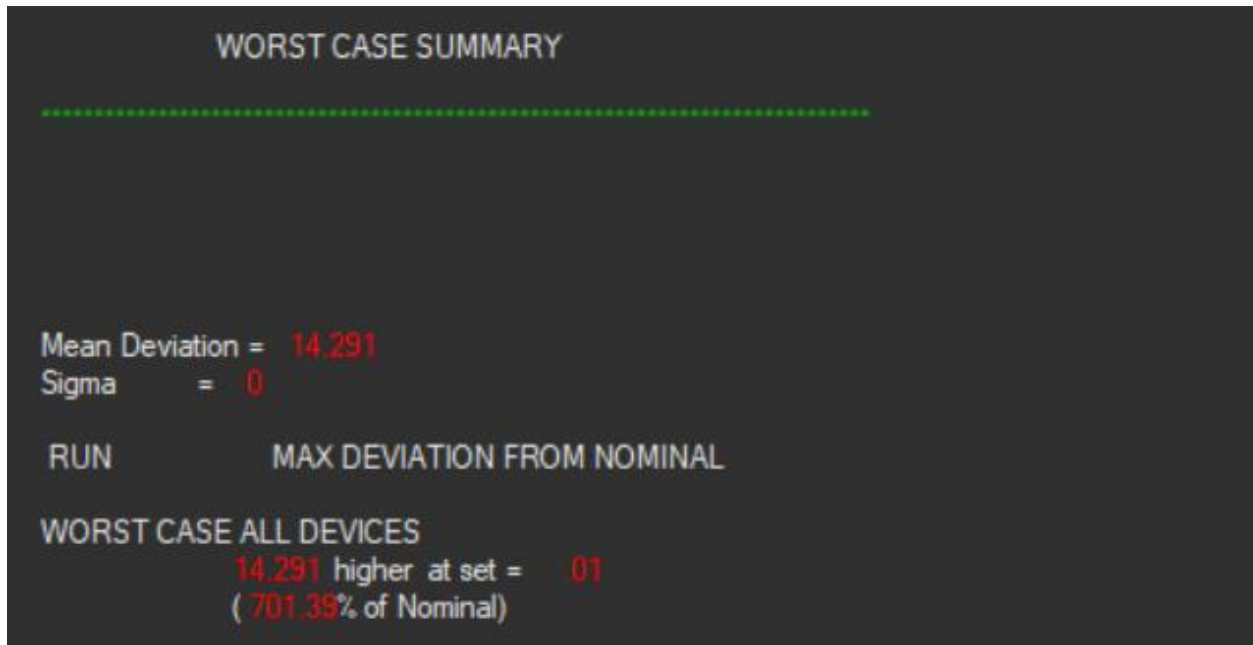 WORST CASE SUMMARY
Mean Deviation = 14.291
Sigma = 0
RUN MAX DEVIATION FROM NOMINAL
WORST CASE ALL DEVICES
14.291 higher at set = .01
( 701.39% of Nominal)